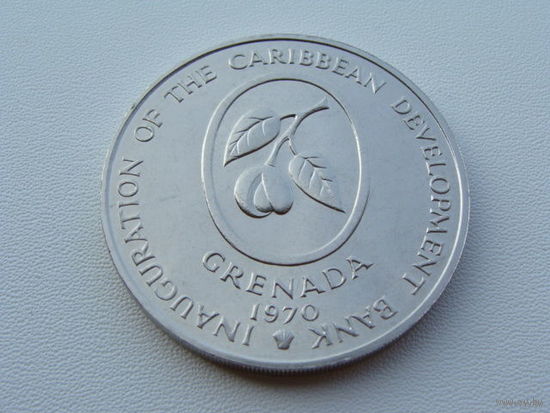 INAUGURATION OF THE CARIBBEAN DEVELOPMENT BANK
GRENADA
1970